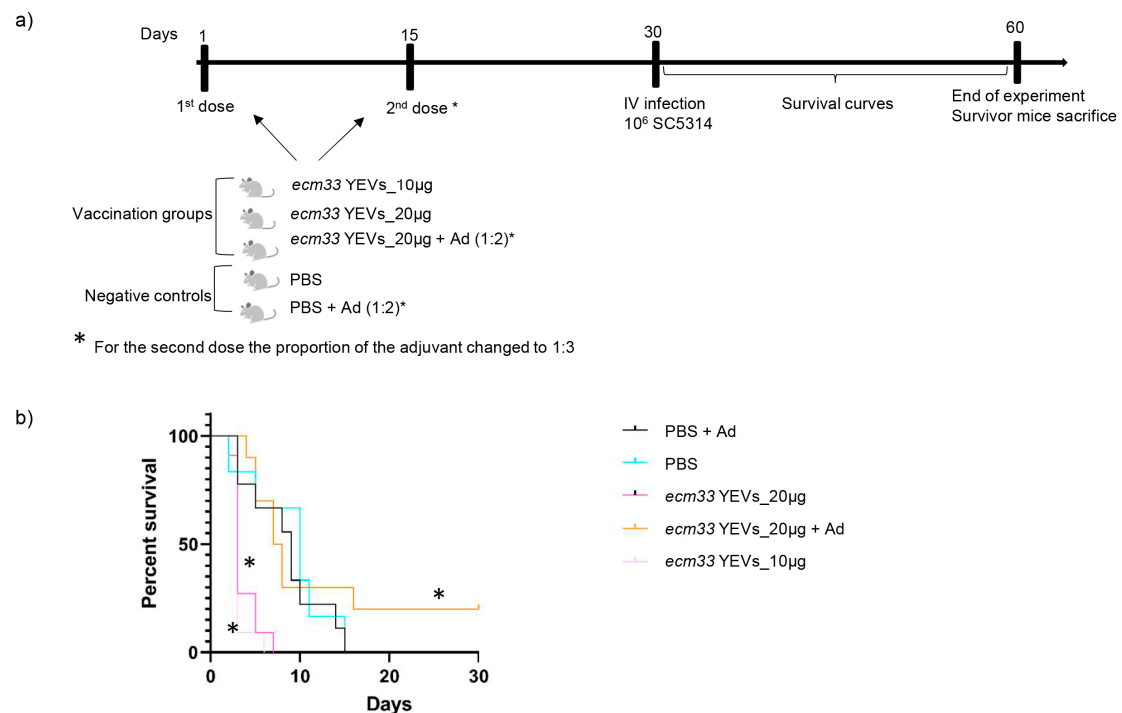 a)
Days 1 15 30 60
1st dose
2nd dose *
IV infection
10⁶ SC5314
Survival curves
End of experiment
Survivor mice sacrifice
Vaccination groups
ecm33 YEVs_10µg
ecm33 YEVs_20µg
ecm33 YEVs_20µg + Ad (1:2)*
Negative controls
PBS
PBS + Ad (1:2)*
* For the second dose the proportion of the adjuvant changed to 1:3
b)
Percent survival
100
50
0
*
*
*
0 10 20 30
Days
PBS + Ad
PBS
ecm33 YEVs_20µg
ecm33 YEVs_20µg + Ad
ecm33 YEVs_10µg